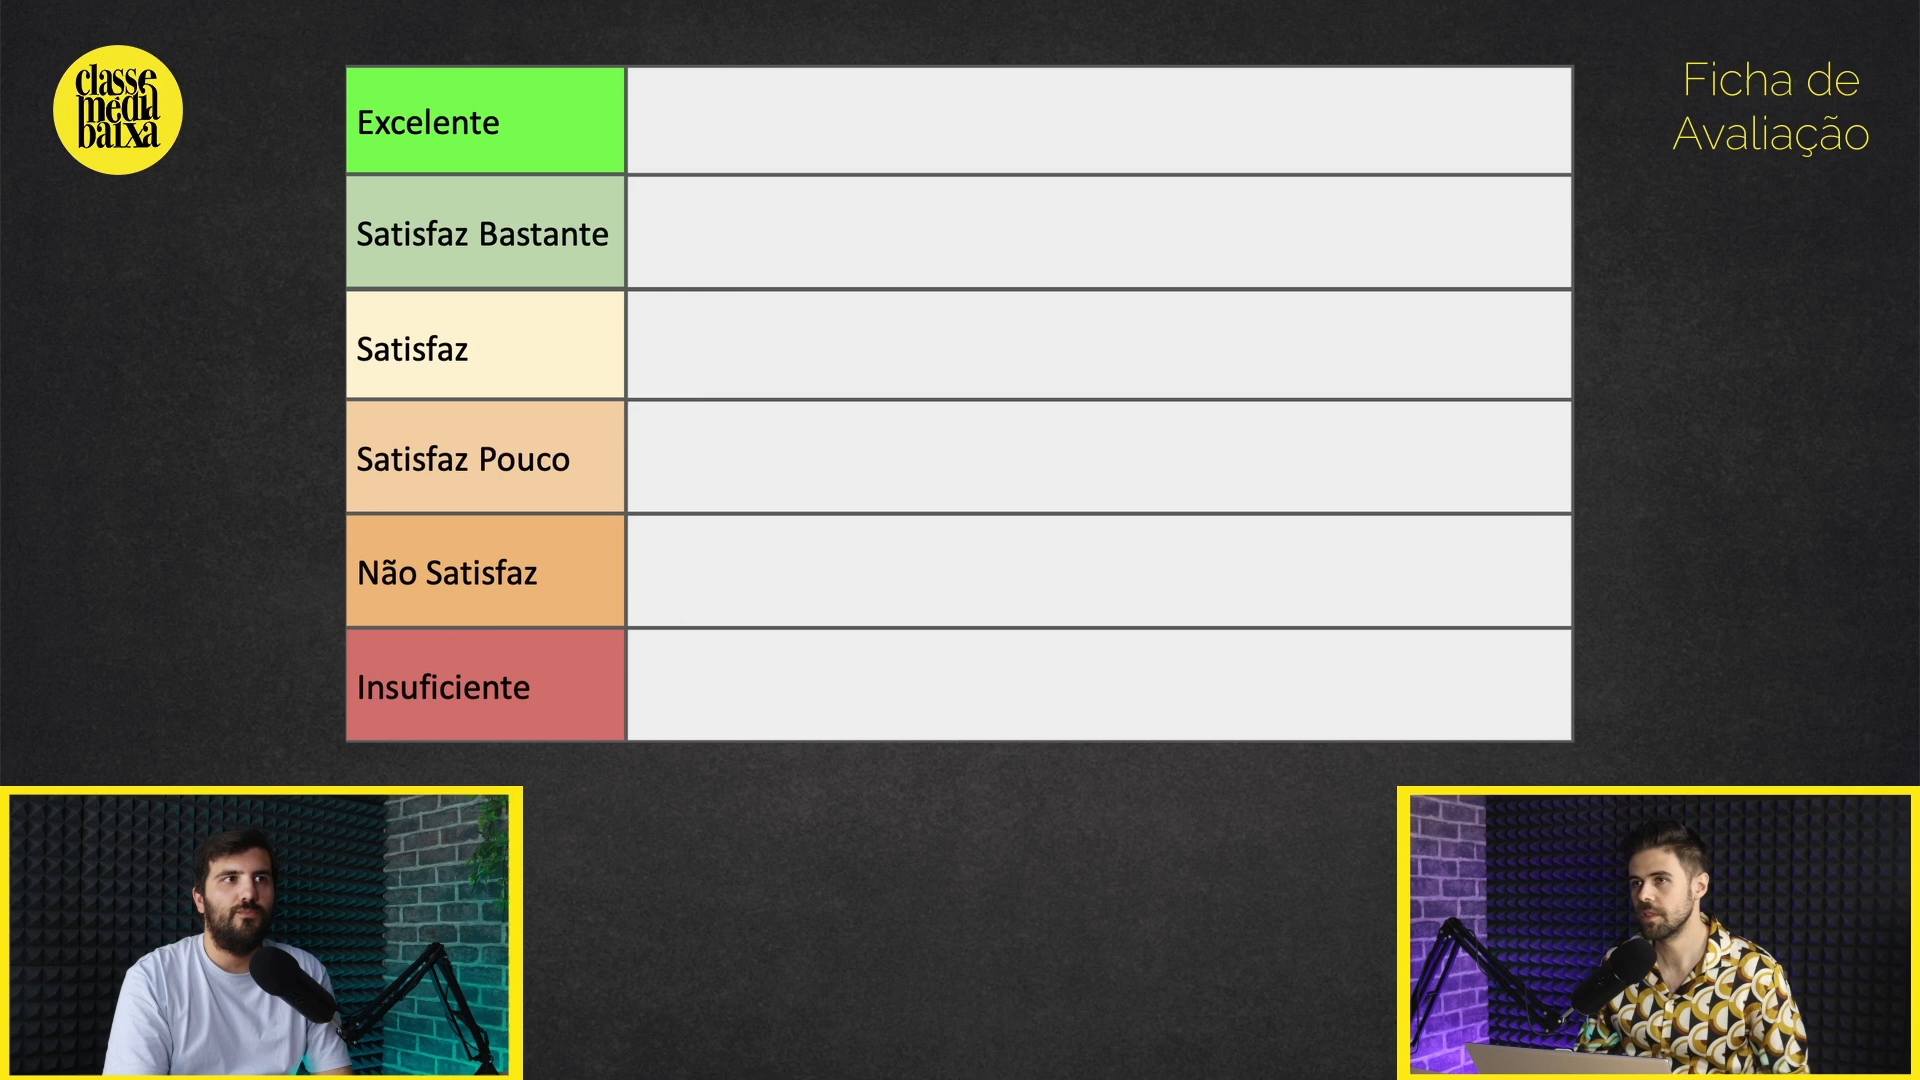 classe
média
baixa
Ficha de
Avaliação
Excelente
Satisfaz Bastante
Satisfaz
Satisfaz Pouco
Não Satisfaz
Insuficiente